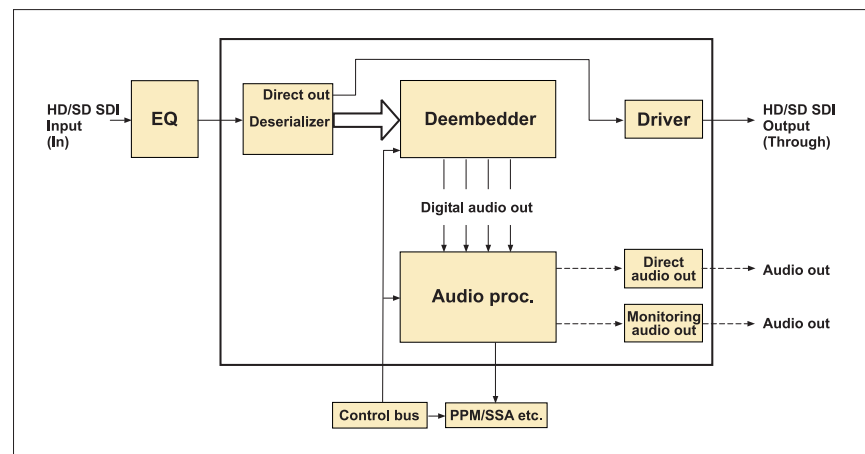 HD/SD SDI
Input
(In)
EQ
Direct out
Deserializer
Deembedder
Driver
HD/SD SDI
Output
(Through)
Digital audio out
Audio proc.
Direct
audio out
Audio out
Monitoring
audio out
Audio out
Control bus
PPM/SSA etc.